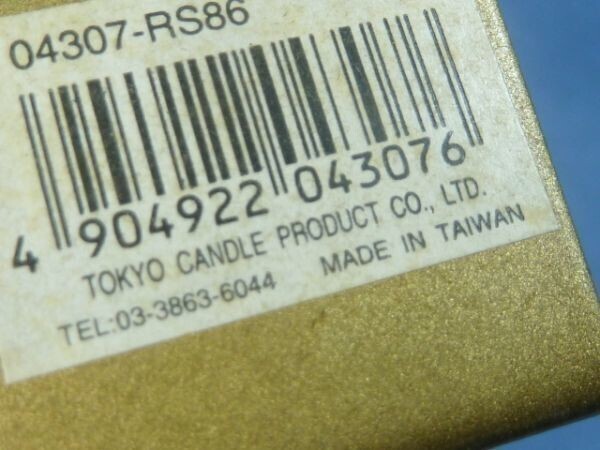 04307-RS86
4 904922 043076
TOKYO CANDLE PRODUCT CO., LTD.
TEL:03-3863-6044 MADE IN TAIWAN